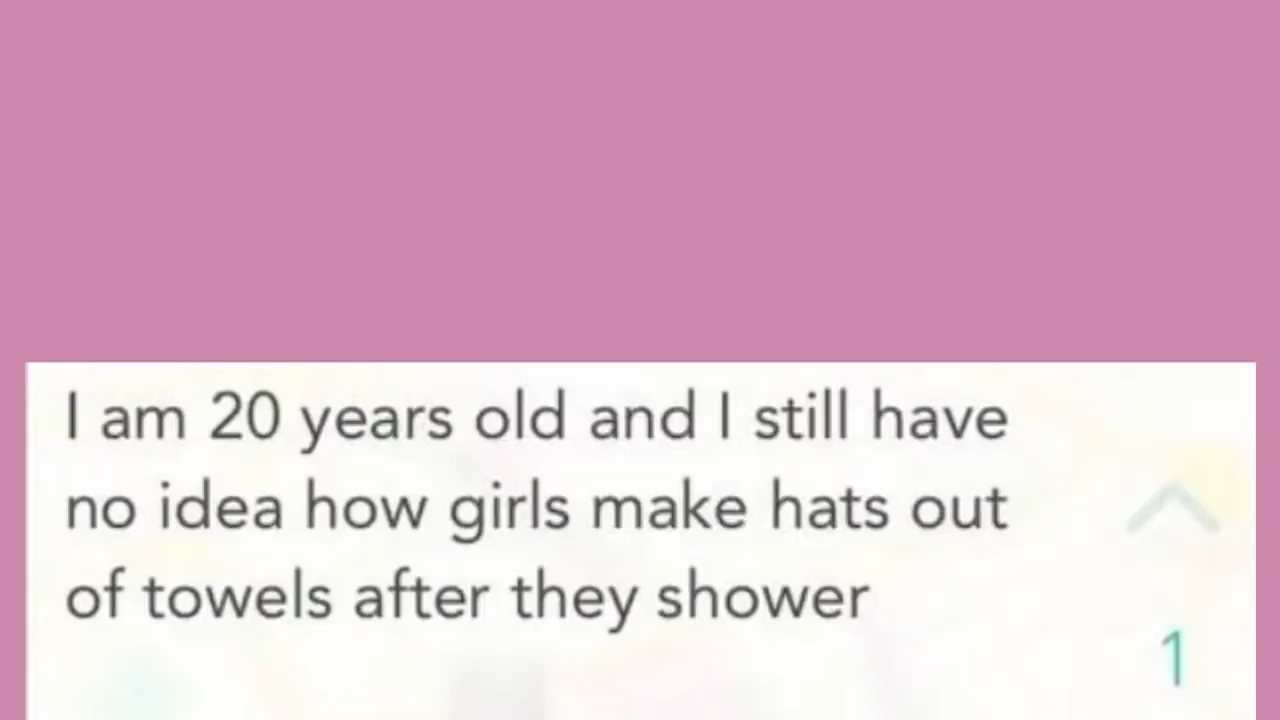 I am 20 years old and I still have
no idea how girls make hats out
of towels after they shower
1